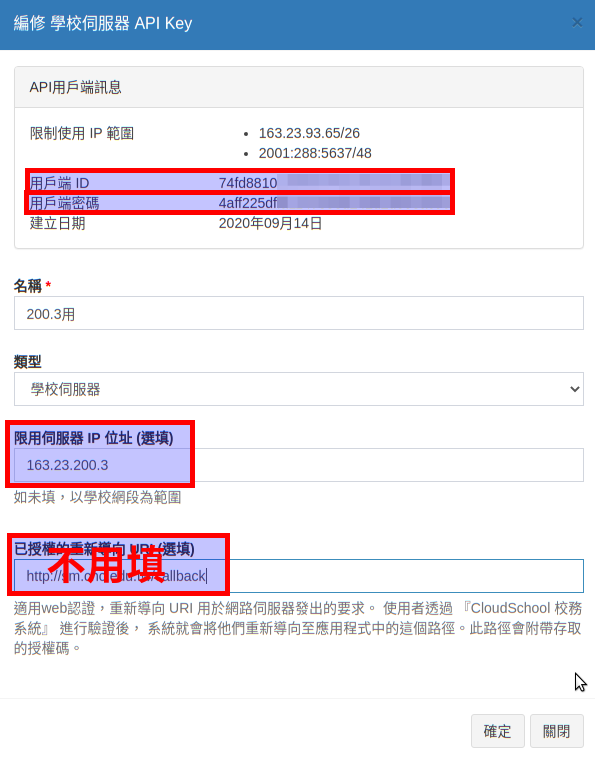 編修 學校伺服器 API Key
×
API用戶端訊息
限制使用 IP 範圍
• 163.23.93.65/26
• 2001:288:5637/48
用戶端 ID 74fd8810
用戶端密碼 4aff225df
建立日期 2020年09月14日
名稱 *
200.3用
類型
學校伺服器
限用伺服器 IP 位址 (選填)
163.23.200.3
如未填，以學校網段為範圍
已授權的重新導向 URI (選填)
不用填
適用web認證，重新導向 URI 用於網路伺服器發出的要求。 使用者透過 『CloudSchool 校務
系統』 進行驗證後， 系統就會將他們重新導向至應用程式中的這個路徑。此路徑會附帶存取
的授權碼。
確定 關閉